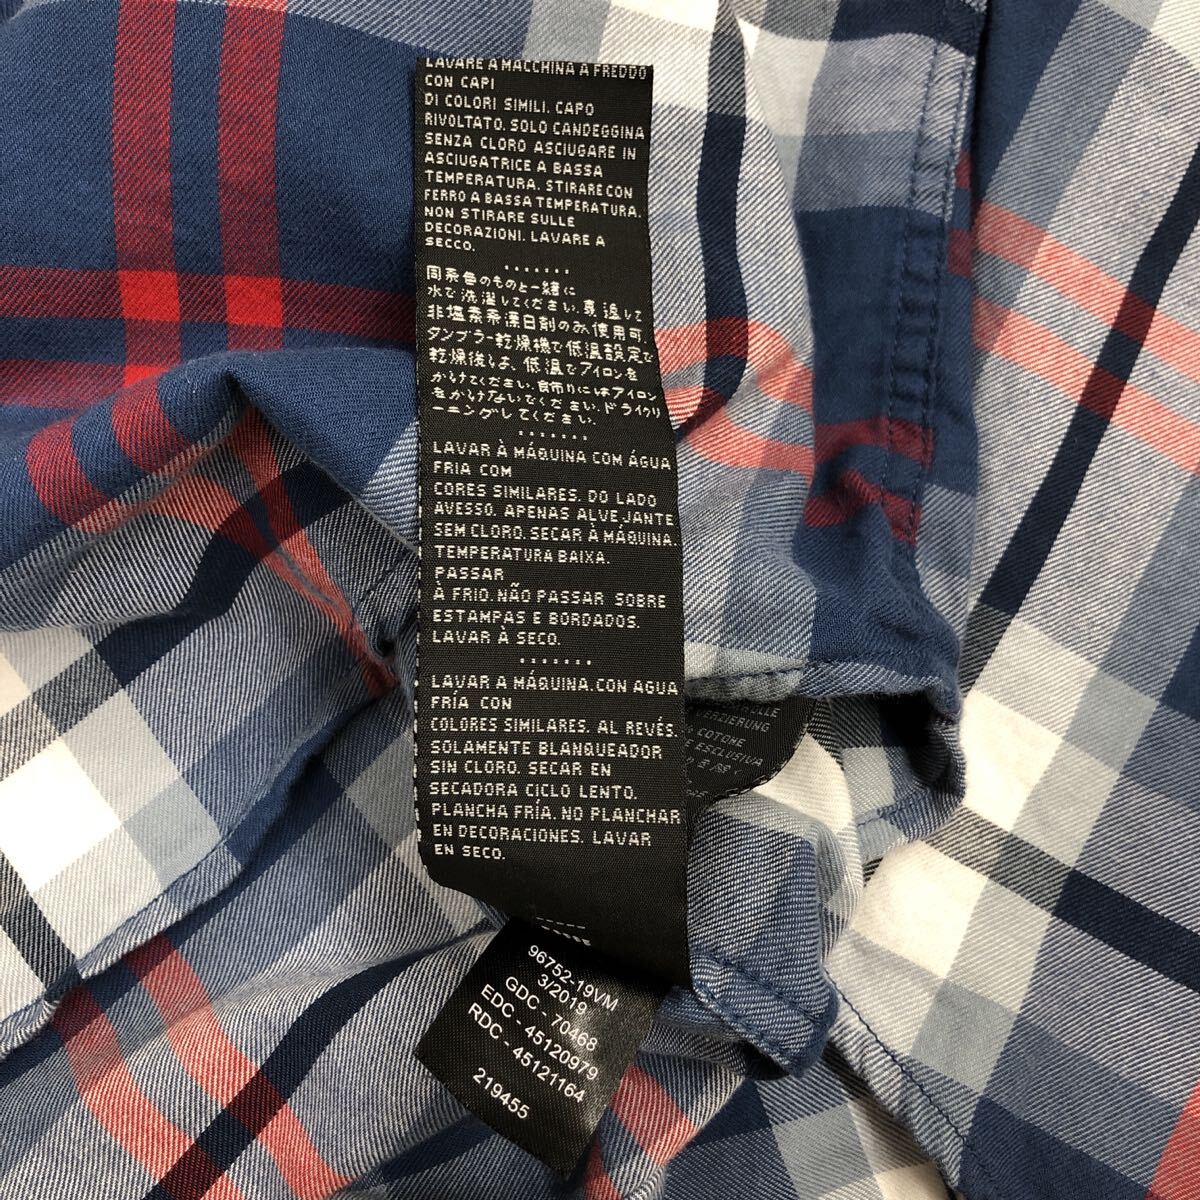 LAVARE A MACCHINA A FREDDO
CON CAPI
DI COLORI SIMILI. CAPO
RIVOLTATO. SOLO CANDEGGINA
SENZA CLORO ASCIUGARE IN
ASCIUGATRICE A BASSA
TEMPERATURA. STIRARE CON
FERRO A BASSA TEMPERATURA.
NON STIRARE SULLE
DECORAZIONI. LAVARE A
SECCO.
同系色のものと一緒に
水で洗濯してください. 裏返して
非塩素系漂白剤のみ使用可.
タンブラー乾燥機で低温設定で
乾燥後しよ、低温でアイロンを
かけてください. 飾りにはアイロン
をかけないでください. ドライクリ
ーニングしてください.
LAVAR À MÁQUINA COM ÁGUA
FRIA COM
CORES SIMILARES. DO LADO
AVESSO. APENAS ALVEJANTE
SEM CLORO. SECAR À MÁQUINA.
TEMPERATURA BAIXA.
PASSAR
À FRIO. NÃO PASSAR SOBRE
ESTAMPAS E BORDADOS.
LAVAR À SECO.
LAVAR A MÁQUINA. CON AGUA
FRÍA CON
COLORES SIMILARES. AL REVÉS.
SOLAMENTE BLANQUEADOR
SIN CLORO. SECAR EN
SECADORA CICLO LENTO.
PLANCHA FRÍA. NO PLANCHAR
EN DECORACIONES. LAVAR
EN SECO.
VERZIERUNG
COTONE
ESCLUSIVA
96752-19VM
3/2019
GDC - 70468
EDC - 45120979
RDC - 45121164
219455